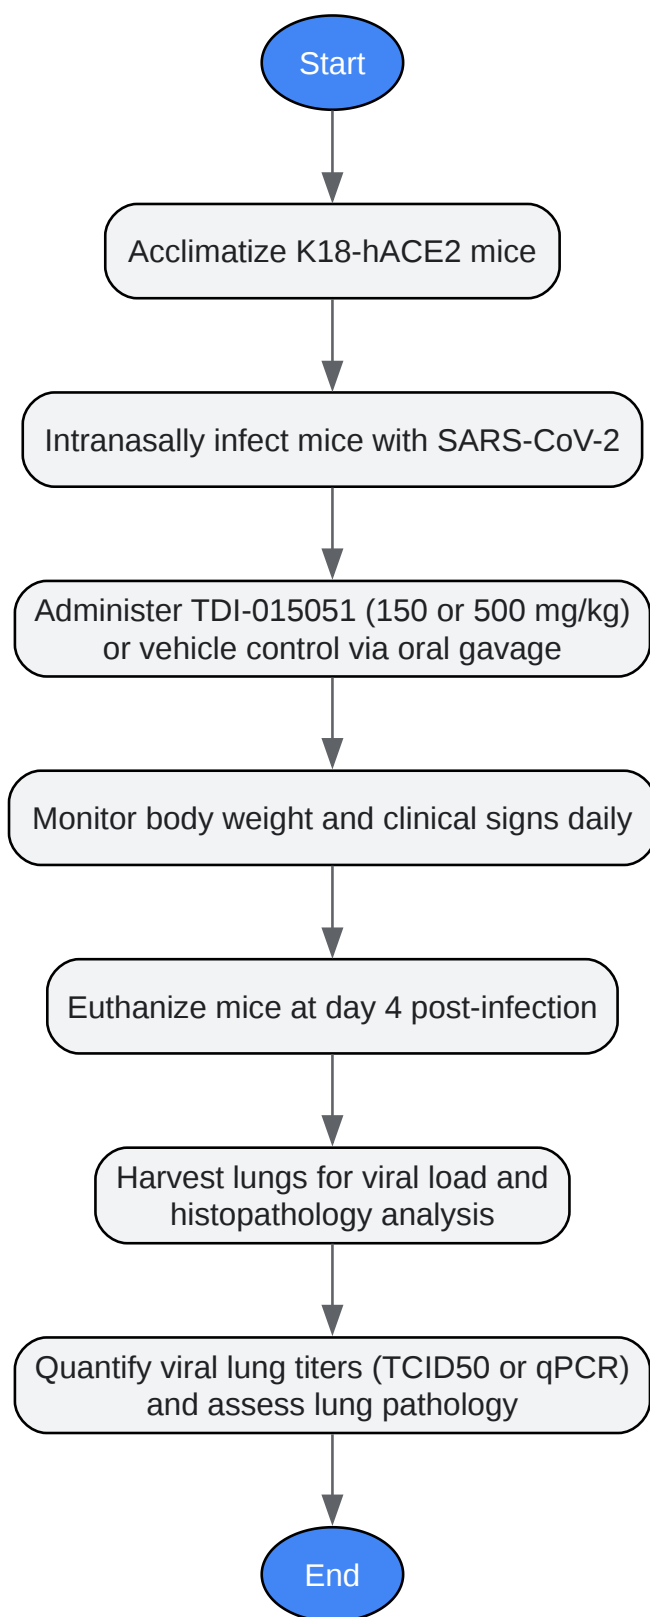 Start
Acclimatize K18-hACE2 mice
Intranasally infect mice with SARS-CoV-2
Administer TDI-015051 (150 or 500 mg/kg)
or vehicle control via oral gavage
Monitor body weight and clinical signs daily
Euthanize mice at day 4 post-infection
Harvest lungs for viral load and
histopathology analysis
Quantify viral lung titers (TCID50 or qPCR)
and assess lung pathology
End